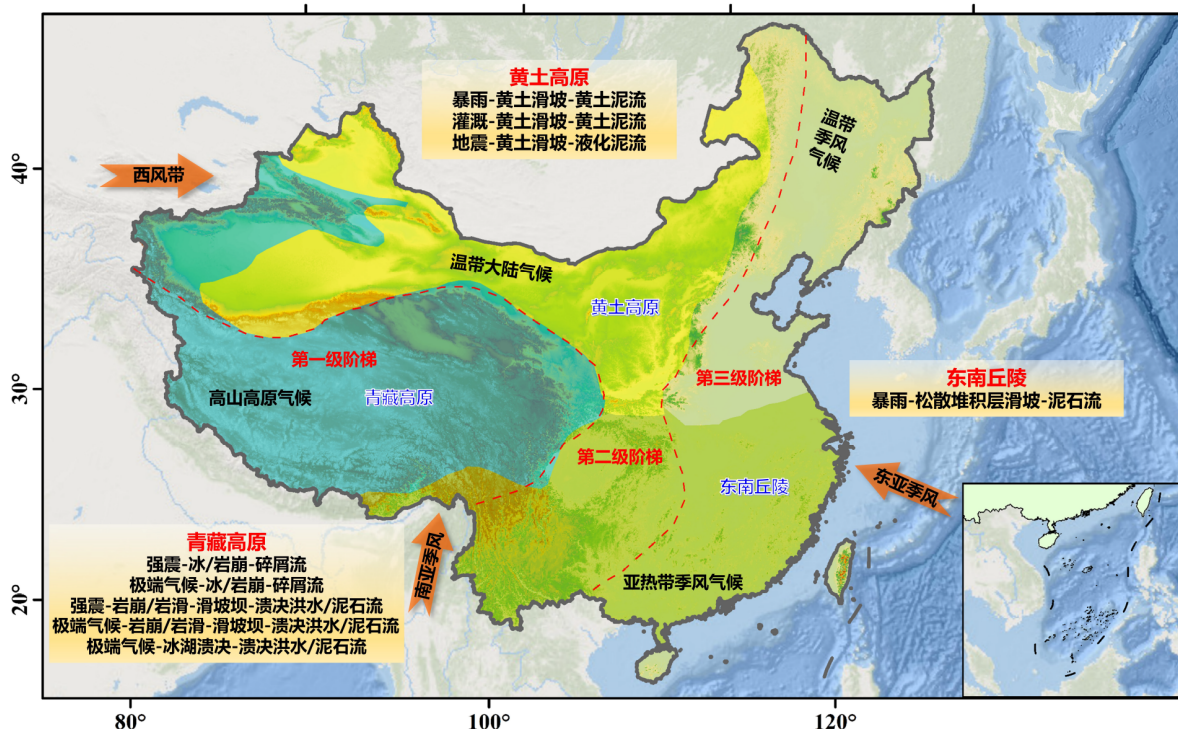 黄土高原
暴雨-黄土滑坡-黄土泥流
灌溉-黄土滑坡-黄土泥流
地震-黄土滑坡-液化泥流
温带
季风
气候
40°
西风带
温带大陆气候
黄土高原
第一级阶梯
第三级阶梯
东南丘陵
暴雨-松散堆积层滑坡-泥石流
30°
高山高原气候
青藏高原
第二级阶梯
东南丘陵
东亚季风
青藏高原
强震-冰/岩崩-碎屑流
极端气候-冰/岩崩-碎屑流
强震-岩崩/岩滑-滑坡坝-溃决洪水/泥石流
极端气候-岩崩/岩滑-滑坡坝-溃决洪水/泥石流
极端气候-冰湖溃决-溃决洪水/泥石流
南亚季风
亚热带季风气候
20°
80°
100°
120°